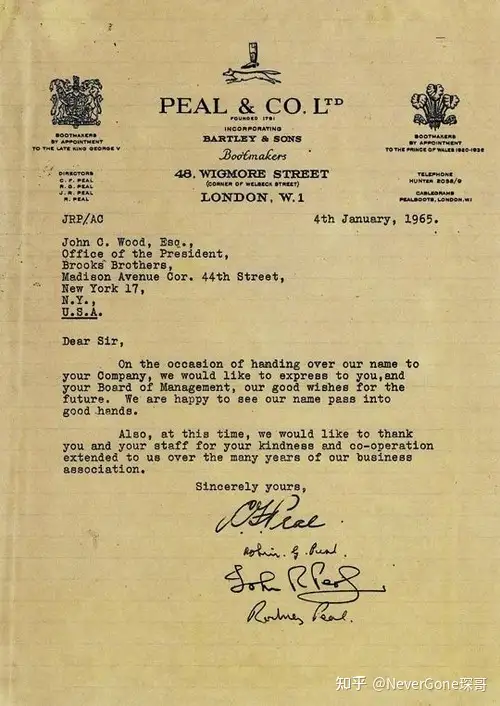 PEAL & CO. LTD
FOUNDED 1791
INCORPORATING
BARTLEY & SONS
Bootmakers
48, WIGMORE STREET
(CORNER OF WELBECK STREET)
LONDON, W.1
BOOTMAKERS
BY APPOINTMENT
TO THE LATE KING GEORGE V
BOOTMAKERS
BY APPOINTMENT
TO THE PRINCE OF WALES 1920-1936
DIRECTORS
C. F. PEAL
R. G. PEAL
J. R. PEAL
R. PEAL
TELEPHONE
HUNTER 2058/9
CABLEGRAMS
PEALBOOTS, LONDON, W1
JRP/AC
4th January, 1965.
John C. Wood, Esq.,
Office of the President,
Brooks Brothers,
Madison Avenue Cor. 44th Street,
New York 17,
N.Y.,
U.S.A.
Dear Sir,
On the occasion of handing over our name to
your Company, we would like to express to you,and
your Board of Management, our good wishes for the
future. We are happy to see our name pass into
good hands.
Also, at this time, we would like to thank
you and your staff for your kindness and co-operation
extended to us over the many years of our business
association.
Sincerely yours,
C F Peal
Robin. G. Peal.
John R Peal
Rodney Peal.
知乎 @NeverGone琛哥